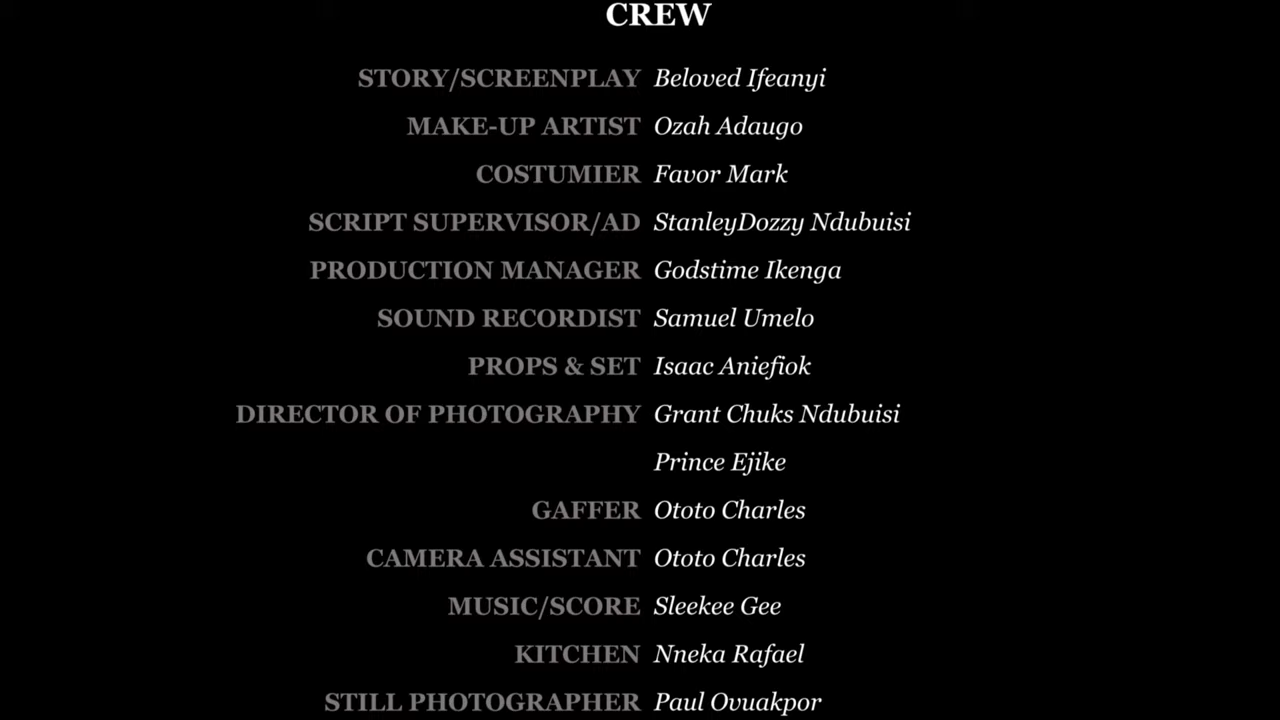 CREW
STORY/SCREENPLAY Beloved Ifeanyi
MAKE-UP ARTIST Ozah Adaugo
COSTUMIER Favor Mark
SCRIPT SUPERVISOR/AD StanleyDozzy Ndubuisi
PRODUCTION MANAGER Godstime Ikenga
SOUND RECORDIST Samuel Umelo
PROPS & SET Isaac Aniefiok
DIRECTOR OF PHOTOGRAPHY Grant Chuks Ndubuisi
Prince Ejike
GAFFER Ototo Charles
CAMERA ASSISTANT Ototo Charles
MUSIC/SCORE Sleekee Gee
KITCHEN Nneka Rafael
STILL PHOTOGRAPHER Paul Ovuakpor